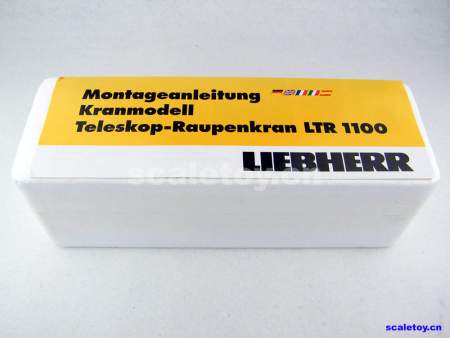 Montageanleitung
Kranmodell
Teleskop-Raupenkran LTR 1100
LIEBHERR
scaletoy.cn
scaletoy.cn